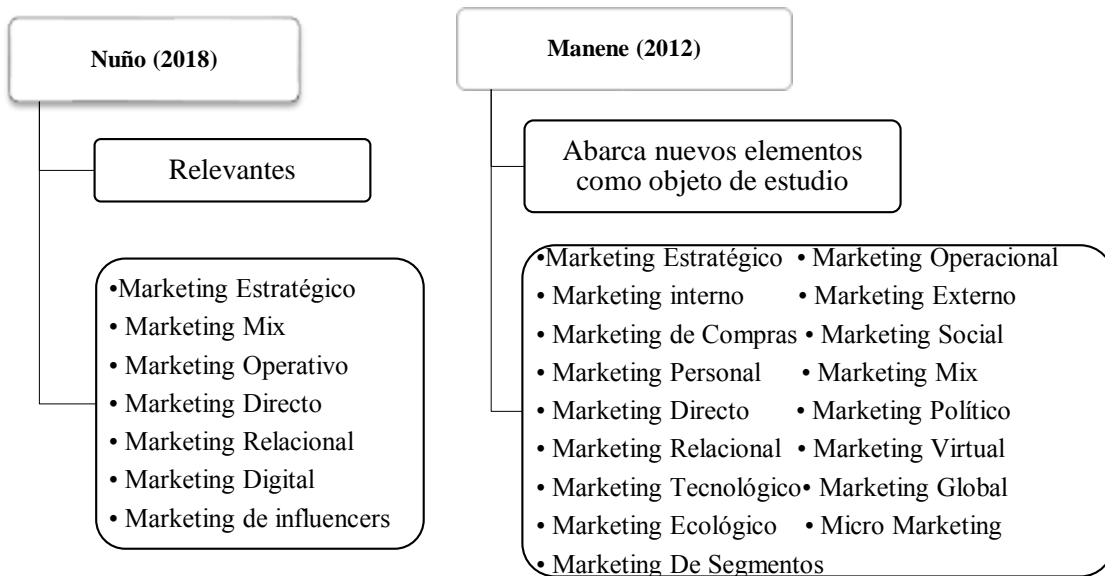 Nuño (2018)
Relevantes
•Marketing Estratégico
• Marketing Mix
• Marketing Operativo
• Marketing Directo
• Marketing Relacional
• Marketing Digital
• Marketing de influencers
Manene (2012)
Abarca nuevos elementos
como objeto de estudio
•Marketing Estratégico • Marketing Operacional
• Marketing interno • Marketing Externo
• Marketing de Compras • Marketing Social
• Marketing Personal • Marketing Mix
• Marketing Directo • Marketing Político
• Marketing Relacional • Marketing Virtual
• Marketing Tecnológico• Marketing Global
• Marketing Ecológico • Micro Marketing
• Marketing De Segmentos